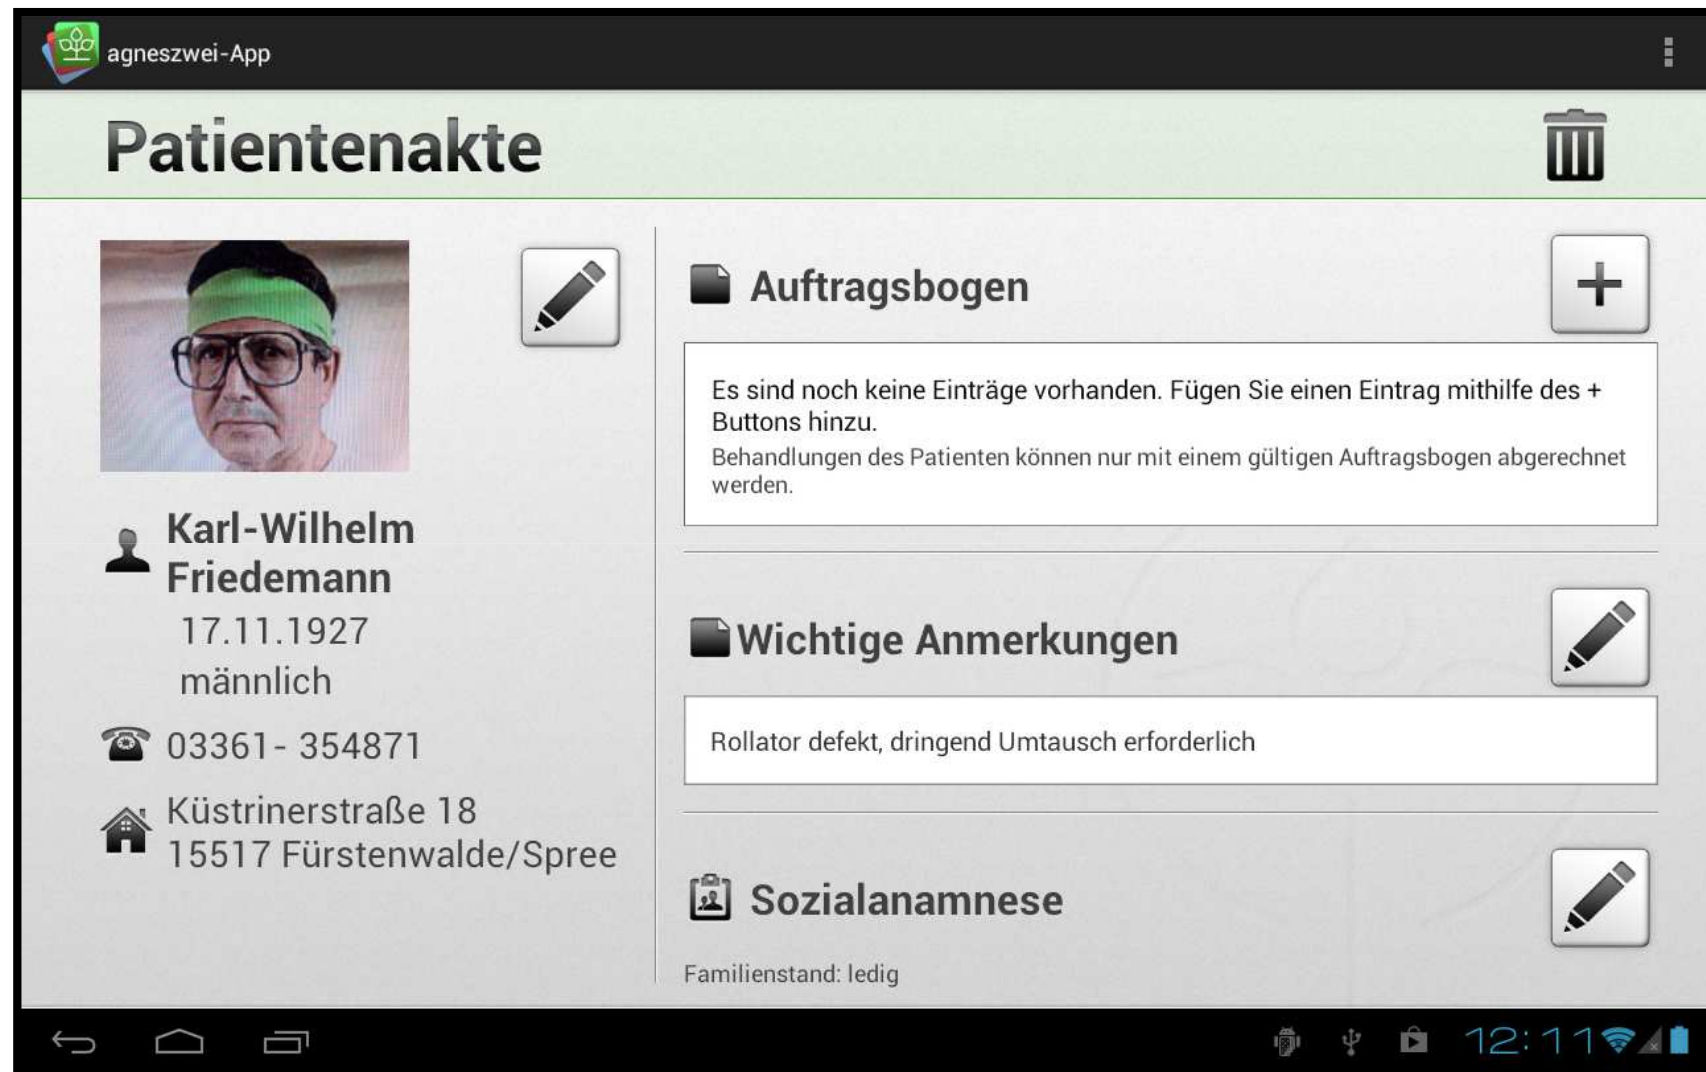 agneszwei-App
Patientenakte
Karl-Wilhelm
Friedemann
17.11.1927
männlich
03361- 354871
Küstrinerstraße 18
15517 Fürstenwalde/Spree
Auftragsbogen
Es sind noch keine Einträge vorhanden. Fügen Sie einen Eintrag mithilfe des +
Buttons hinzu.
Behandlungen des Patienten können nur mit einem gültigen Auftragsbogen abgerechnet
werden.
Wichtige Anmerkungen
Rollator defekt, dringend Umtausch erforderlich
Sozialanamnese
Familienstand: ledig
12:11